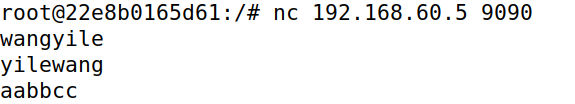 root@22e8b0165d61:/# nc 192.168.60.5 9090
wangyile
yilewang
aabbcc